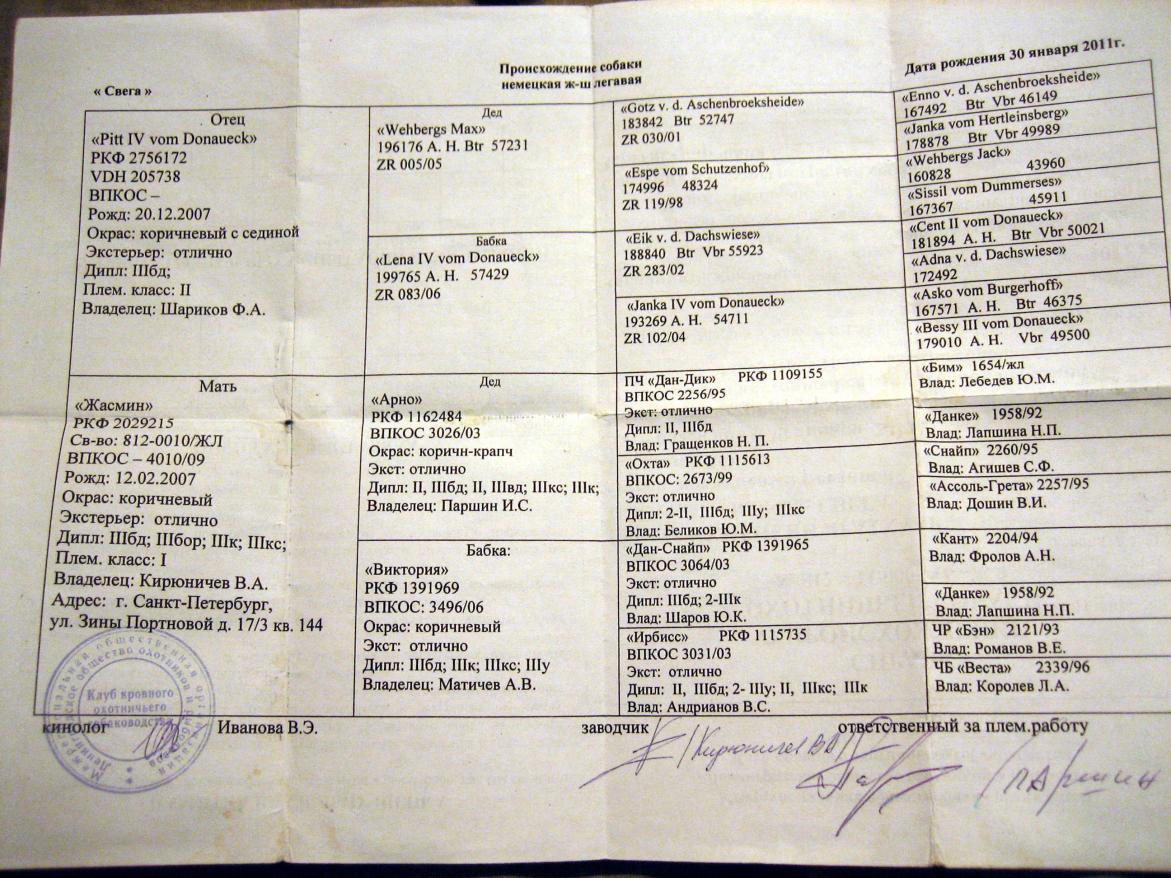 « Свега »
Происхождение собаки
немецкая ж-ш легавая
Дата рождения 30 января 2011г.
Отец
«Pitt IV vom Donaueck»
РКФ 2756172
VDH 205738
ВПКОС –
Рожд: 20.12.2007
Окрас: коричневый с сединой
Экстерьер: отлично
Дипл: IIIбд;
Плем. класс: II
Владелец: Шариков Ф.А.
Мать
«Жасмин»
РКФ 2029215
Св-во: 812-0010/ЖЛ
ВПКОС – 4010/09
Рожд: 12.02.2007
Окрас: коричневый
Экстерьер: отлично
Дипл: IIIбд; IIIбор; IIIк; IIIкс;
Плем. класс: I
Владелец: Кирюничев В.А.
Адрес: г. Санкт-Петербург,
ул. Зины Портновой д. 17/3 кв. 144
Дед
«Wehbergs Max»
196176 A. H. Btr 57231
ZR 005/05
Бабка
«Lena IV vom Donaueck»
199765 A. H. 57429
ZR 083/06
Дед
«Арно»
РКФ 1162484
ВПКОС 3026/03
Окрас: коричн-крапч
Экст: отлично
Дипл: II, IIIбд; II, IIIвд; IIIкс; IIIк;
Владелец: Паршин И.С.
Бабка:
«Виктория»
РКФ 1391969
ВПКОС: 3496/06
Окрас: коричневый
Экст: отлично
Дипл: IIIбд; IIIк; IIIкс; IIIу
Владелец: Матичев А.В.
«Gotz v. d. Aschenbroeksheide»
183842 Btr 52747
ZR 030/01
«Espe vom Schutzenhof»
174996 48324
ZR 119/98
«Eik v. d. Dachswiese»
188840 Btr Vbr 55923
ZR 283/02
«Janka IV vom Donaueck»
193269 A. H. 54711
ZR 102/04
ПЧ «Дан-Дик» РКФ 1109155
ВПКОС 2256/95
Экст: отлично
Дипл: II, IIIбд
Влад: Гращенков Н. П.
«Охта» РКФ 1115613
ВПКОС: 2673/99
Экст: отлично
Дипл: 2-II, IIIбд; IIIу; IIIкс
Влад: Беликов Ю.М.
«Дан-Снайп» РКФ 1391965
ВПКОС 3064/03
Экст: отлично
Дипл: IIIбд; 2-IIIк
Влад: Шаров Ю.К.
«Ирбисс» РКФ 1115735
ВПКОС 3031/03
Экст: отлично
Дипл: II, IIIбд; 2- IIIу; II, IIIкс; IIIк
Влад: Андрианов В.С.
«Enno v. d. Aschenbroeksheide»
167492 Btr Vbr 46149
«Janka vom Hertleinsberg»
178878 Btr Vbr 49989
«Wehbergs Jack»
160828 43960
«Sissil vom Dummerses»
167367 45911
«Cent II vom Donaueck»
181894 A. H. Btr Vbr 50021
«Adna v. d. Dachswiese»
172492
«Asko vom Burgerhoff»
167571 A. H. Btr 46375
«Bessy III vom Donaueck»
179010 A. H. Vbr 49500
«Бим» 1654/жл
Влад: Лебедев Ю.М.
«Данке» 1958/92
Влад: Лапшина Н.П.
«Снайп» 2260/95
Влад: Агишев С.Ф.
«Ассоль-Грета» 2257/95
Влад: Дошин В.И.
«Кант» 2204/94
Влад: Фролов А.Н.
«Данке» 1958/92
Влад: Лапшина Н.П.
ЧР «Бэн» 2121/93
Влад: Романов В.Е.
ЧБ «Веста» 2339/96
Влад: Королев Л.А.
Клуб кровного
охотничьего
собаководства
кинолог Иванова В.Э. заводчик ответственный за плем.работу
Кирюничев ВА